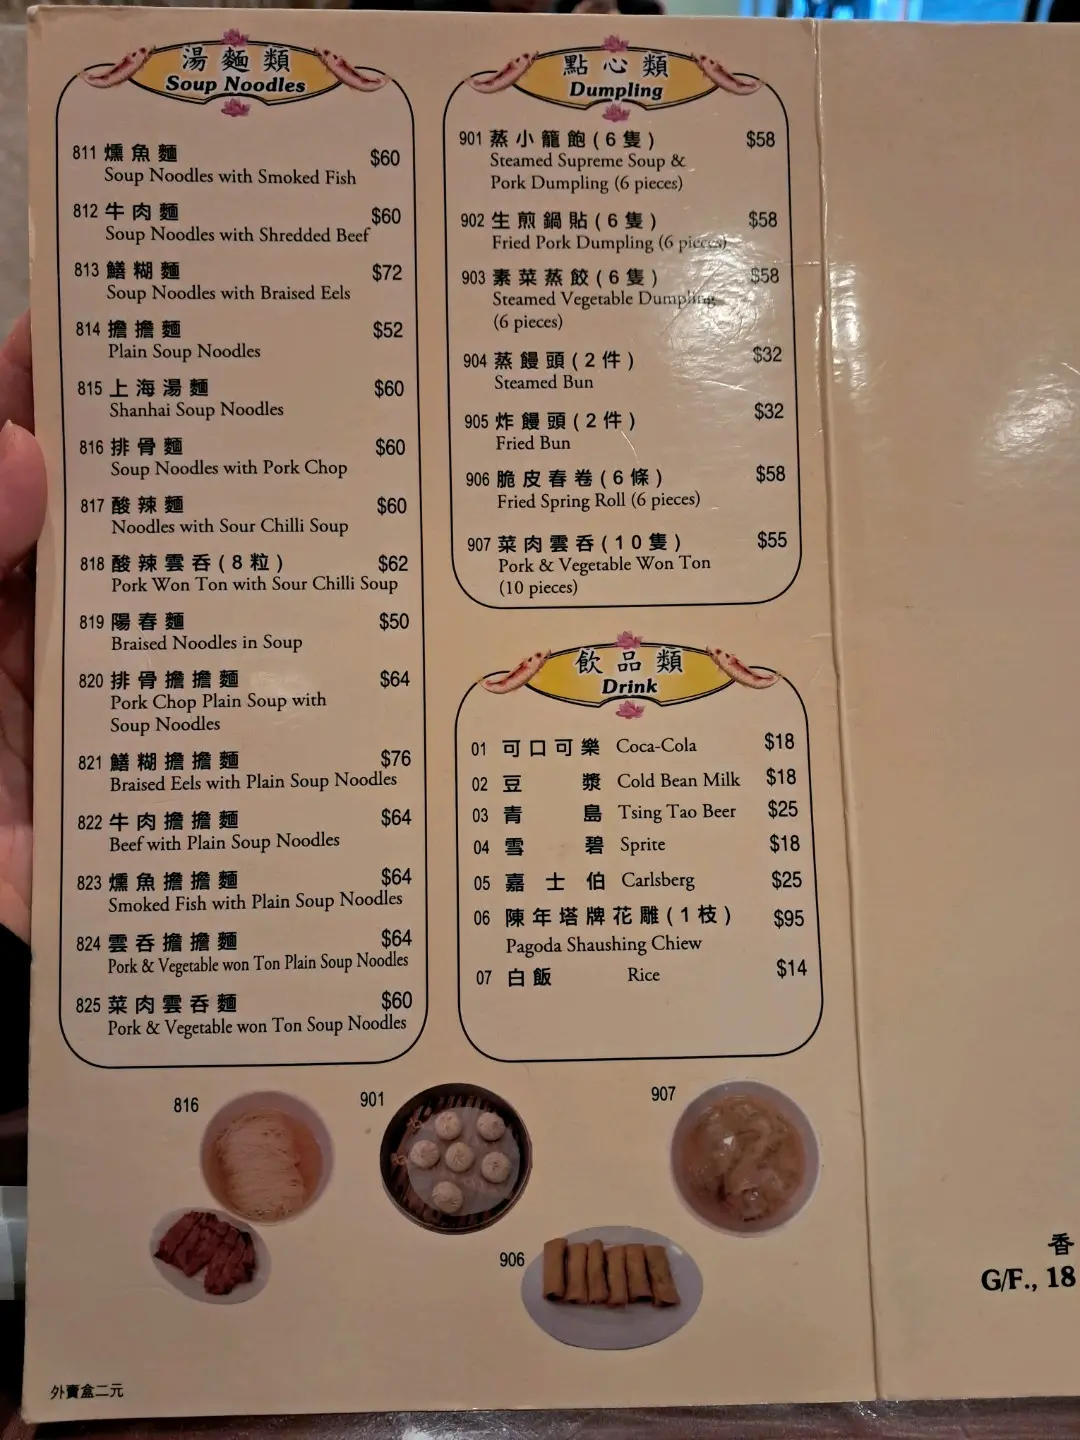 湯麵類
Soup Noodles
811 燻魚麵 $60
Soup Noodles with Smoked Fish
812 牛肉麵 $60
Soup Noodles with Shredded Beef
813 鱔糊麵 $72
Soup Noodles with Braised Eels
814 擔擔麵 $52
Plain Soup Noodles
815 上海湯麵 $60
Shanhai Soup Noodles
816 排骨麵 $60
Soup Noodles with Pork Chop
817 酸辣麵 $60
Noodles with Sour Chilli Soup
818 酸辣雲吞(8粒) $62
Pork Won Ton with Sour Chilli Soup
819 陽春麵 $50
Braised Noodles in Soup
820 排骨擔擔麵 $64
Pork Chop Plain Soup with
Soup Noodles
821 鱔糊擔擔麵 $76
Braised Eels with Plain Soup Noodles
822 牛肉擔擔麵 $64
Beef with Plain Soup Noodles
823 燻魚擔擔麵 $64
Smoked Fish with Plain Soup Noodles
824 雲吞擔擔麵 $64
Pork & Vegetable won Ton Plain Soup Noodles
825 菜肉雲吞麵 $60
Pork & Vegetable won Ton Soup Noodles
點心類
Dumpling
901 蒸小籠飽(6隻) $58
Steamed Supreme Soup &
Pork Dumpling (6 pieces)
902 生煎鍋貼(6隻) $58
Fried Pork Dumpling (6 pieces)
903 素菜蒸餃(6隻) $58
Steamed Vegetable Dumpling
(6 pieces)
904 蒸饅頭(2件) $32
Steamed Bun
905 炸饅頭(2件) $32
Fried Bun
906 脆皮春卷(6條) $58
Fried Spring Roll (6 pieces)
907 菜肉雲吞(10隻) $55
Pork & Vegetable Won Ton
(10 pieces)
飲品類
Drink
01 可口可樂 Coca-Cola $18
02 豆漿 Cold Bean Milk $18
03 青島 Tsing Tao Beer $25
04 雪碧 Sprite $18
05 嘉士伯 Carlsberg $25
06 陳年塔牌花雕(1枝) $95
Pagoda Shaushing Chiew
07 白飯 Rice $14
816
901
907
906
外賣盒二元
香
G/F., 18